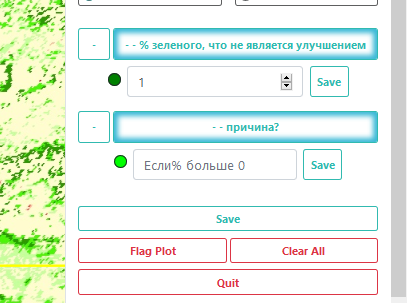 -
- - % зеленого, что не является улучшением
1
Save
-
- - причина?
Если% больше 0
Save
Save
Flag Plot
Clear All
Quit